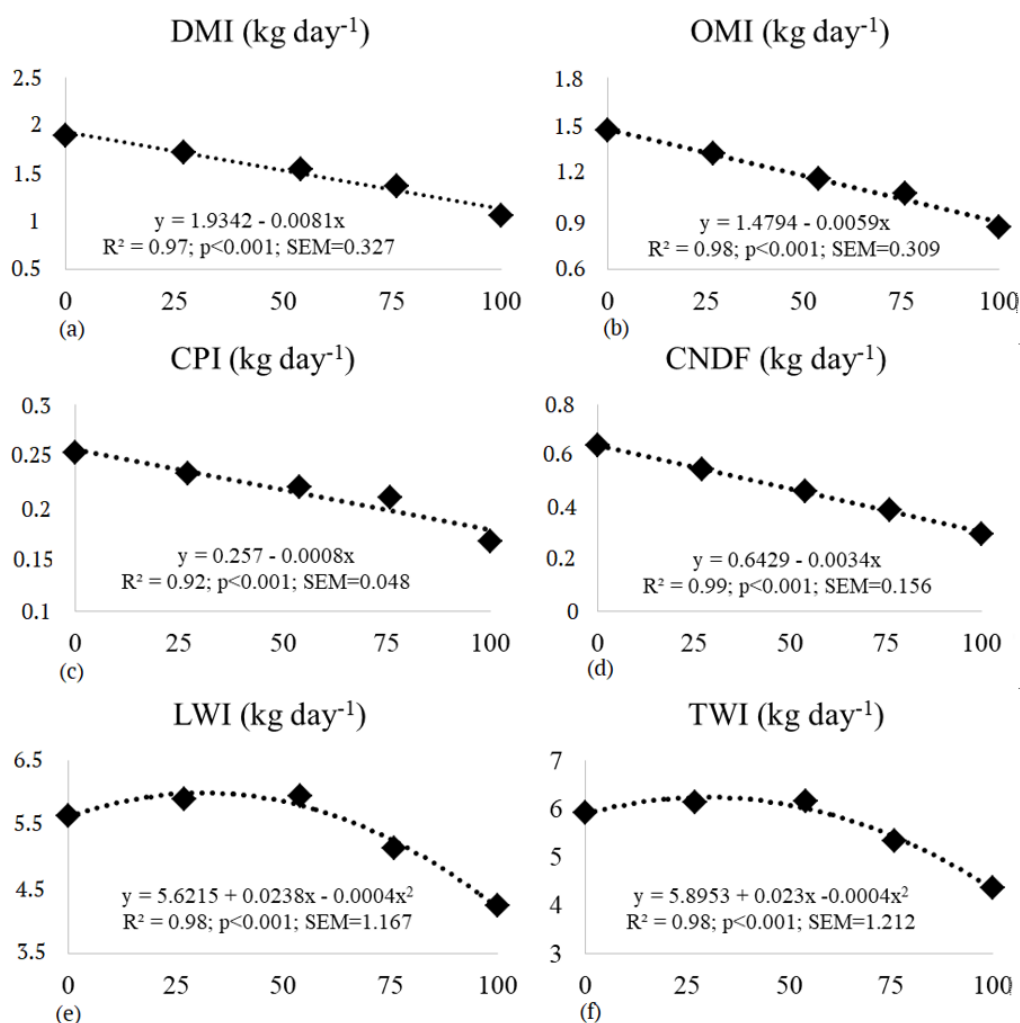 DMI (kg day⁻¹)
2.5
2
1.5
1
0.5
y = 1.9342 - 0.0081x
R² = 0.97; p<0.001; SEM=0.327
0 25 50 75 100
(a)
OMI (kg day⁻¹)
1.8
1.5
1.2
0.9
0.6
y = 1.4794 - 0.0059x
R² = 0.98; p<0.001; SEM=0.309
0 25 50 75 100
(b)
CPI (kg day⁻¹)
0.3
0.25
0.2
0.15
0.1
y = 0.257 - 0.0008x
R² = 0.92; p<0.001; SEM=0.048
0 25 50 75 100
(c)
CNDF (kg day⁻¹)
0.8
0.6
0.4
0.2
0
y = 0.6429 - 0.0034x
R² = 0.99; p<0.001; SEM=0.156
0 25 50 75 100
(d)
LWI (kg day⁻¹)
6.5
5.5
4.5
3.5
y = 5.6215 + 0.0238x - 0.0004x²
R² = 0.98; p<0.001; SEM=1.167
0 25 50 75 100
(e)
TWI (kg day⁻¹)
7
6
5
4
3
y = 5.8953 + 0.023x -0.0004x²
R² = 0.98; p<0.001; SEM=1.212
0 25 50 75 100
(f)